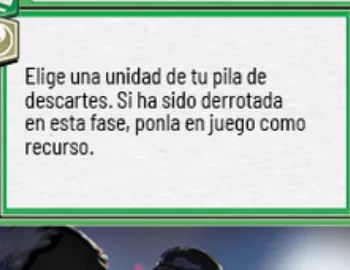 Elige una unidad de tu pila de
descartes. Si ha sido derrotada
en esta fase, ponla en juego como
recurso.